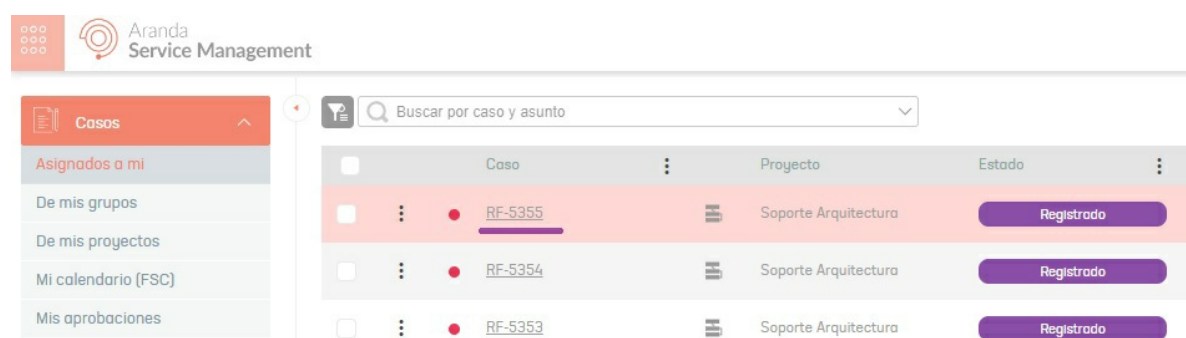 Aranda
Service Management
Casos
Asignados a mi
De mis grupos
De mis proyectos
Mi calendario (FSC)
Mis aprobaciones
Buscar por caso y asunto
Caso Proyecto Estado
RF-5355 Soporte Arquitectura Registrado
RF-5354 Soporte Arquitectura Registrado
RF-5353 Soporte Arquitectura Registrado